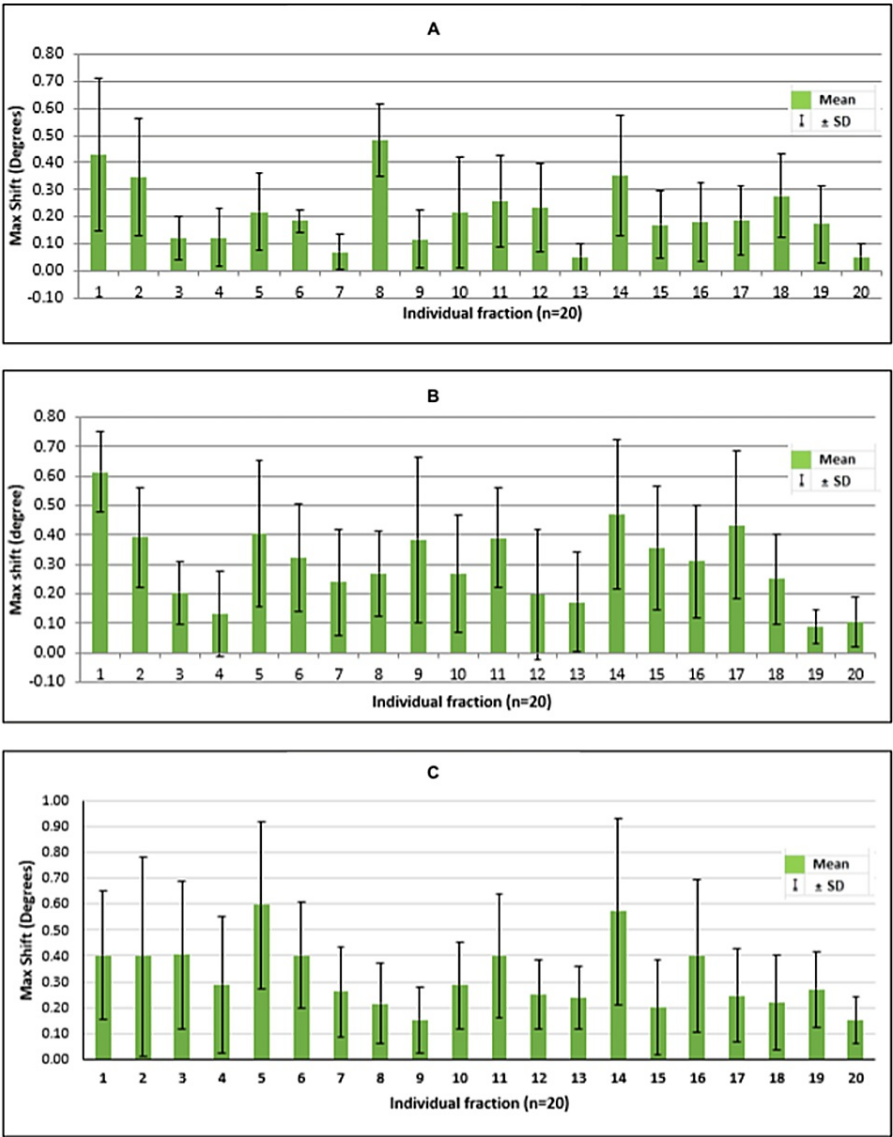 A
0.80
0.70
0.60
0.50
0.40
0.30
0.20
0.10
0.00
-0.10
Max Shift (Degrees)
Mean
± SD
1 2 3 4 5 6 7 8 9 10 11 12 13 14 15 16 17 18 19 20
Individual fraction (n=20)
B
0.80
0.70
0.60
0.50
0.40
0.30
0.20
0.10
0.00
-0.10
Max shift (degree)
Mean
± SD
1 2 3 4 5 6 7 8 9 10 11 12 13 14 15 16 17 18 19 20
Individual fraction (n=20)
C
1.00
0.90
0.80
0.70
0.60
0.50
0.40
0.30
0.20
0.10
0.00
Max Shift (Degrees)
Mean
± SD
1 2 3 4 5 6 7 8 9 10 11 12 13 14 15 16 17 18 19 20
Individual fraction (n=20)